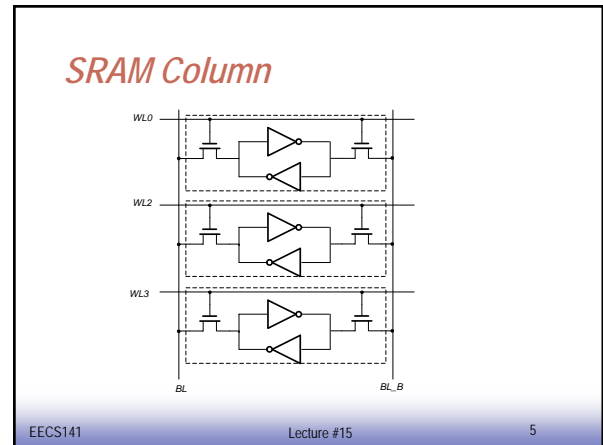 SRAM Column
WL0
WL2
WL3
BL BL_B
EECS141 Lecture #15 5